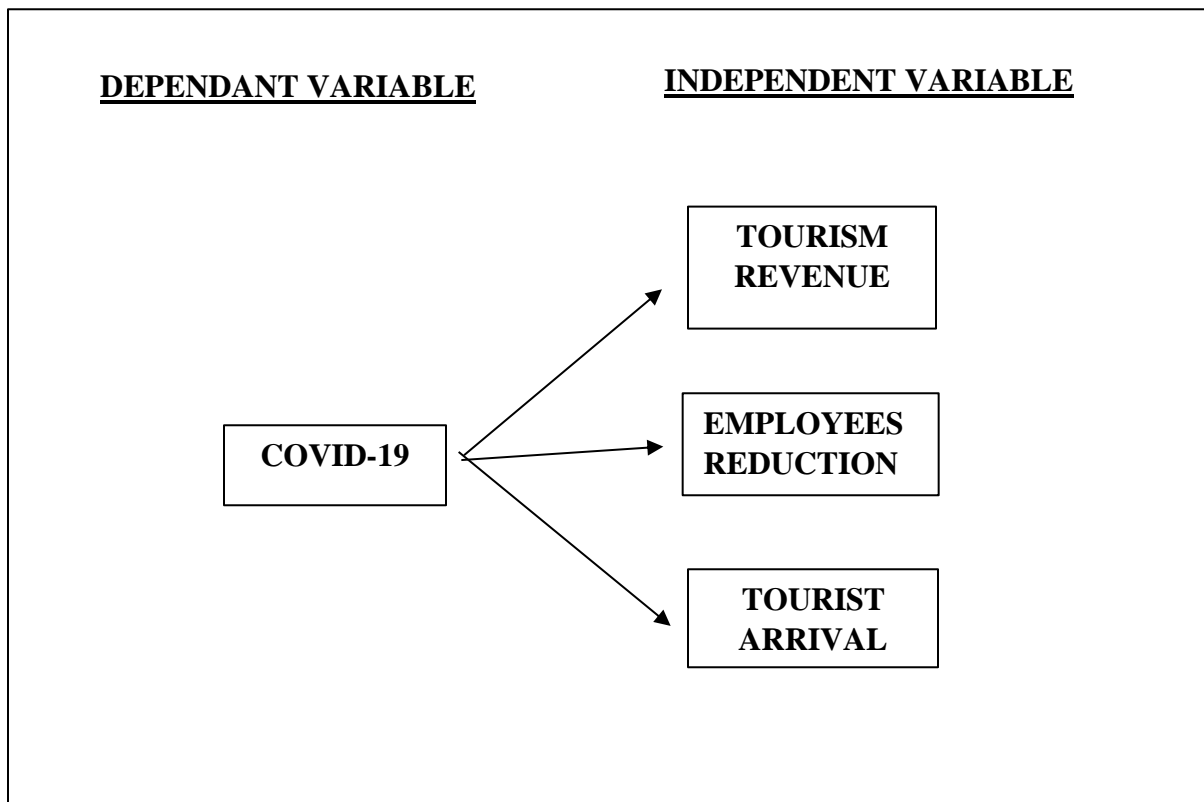 DEPENDANT VARIABLE
INDEPENDENT VARIABLE
TOURISM
REVENUE
COVID-19
EMPLOYEES
REDUCTION
TOURIST
ARRIVAL